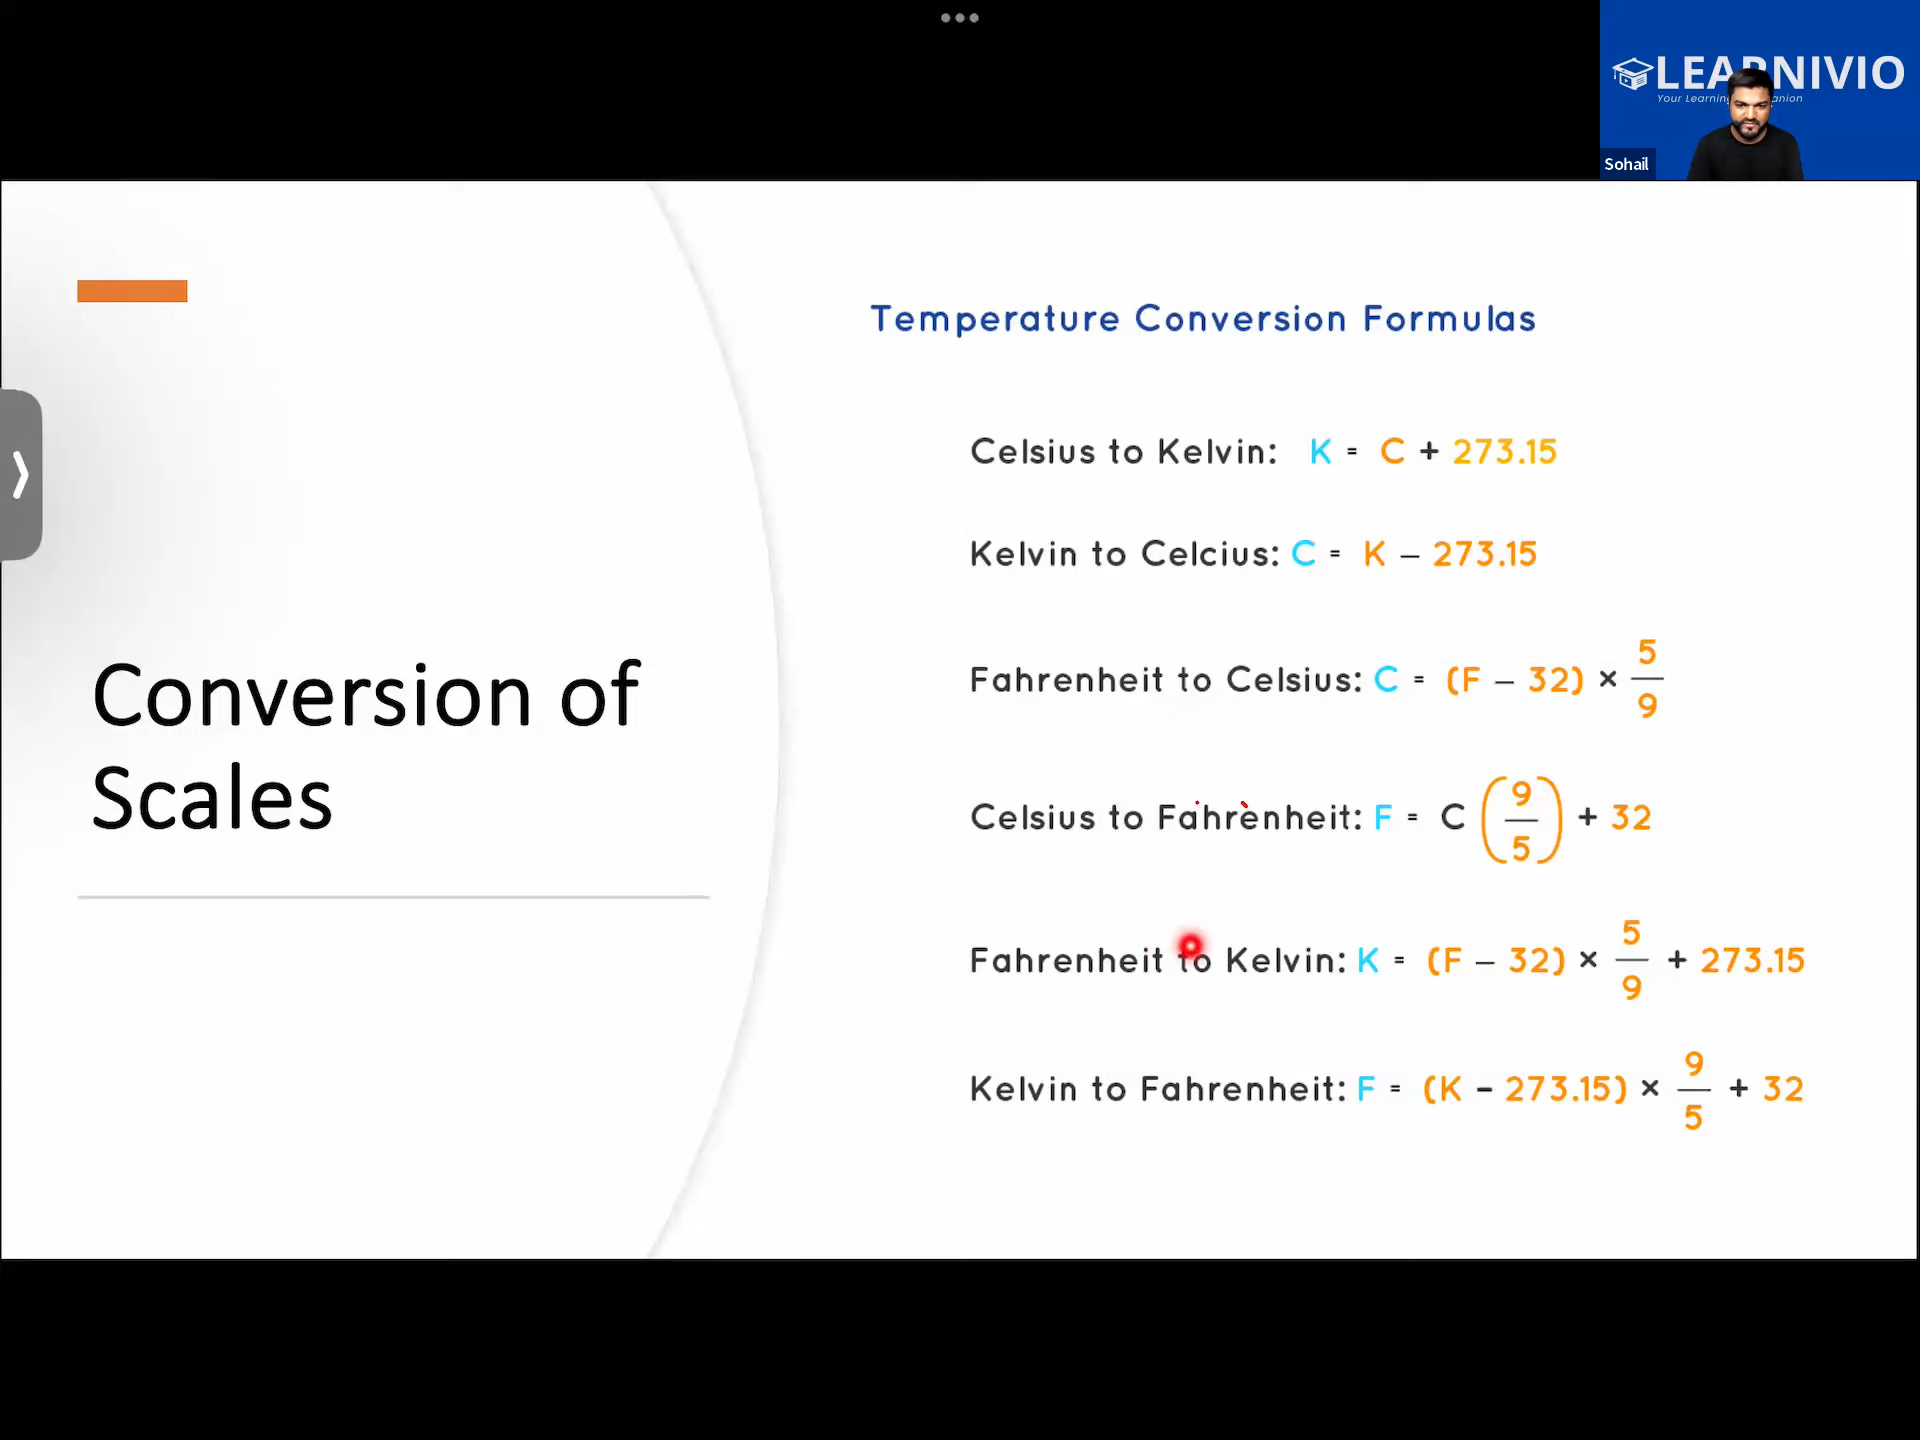 LEARNIVIO
Your Learning
Sohail
Temperature Conversion Formulas
Celsius to Kelvin: K = C + 273.15
Kelvin to Celcius: C = K – 273.15
Fahrenheit to Celsius: C = (F – 32) × 5/9
Conversion of
Scales
Celsius to Fahrenheit: F = C (9/5) + 32
Fahrenheit to Kelvin: K = (F – 32) × 5/9 + 273.15
Kelvin to Fahrenheit: F = (K – 273.15) × 9/5 + 32